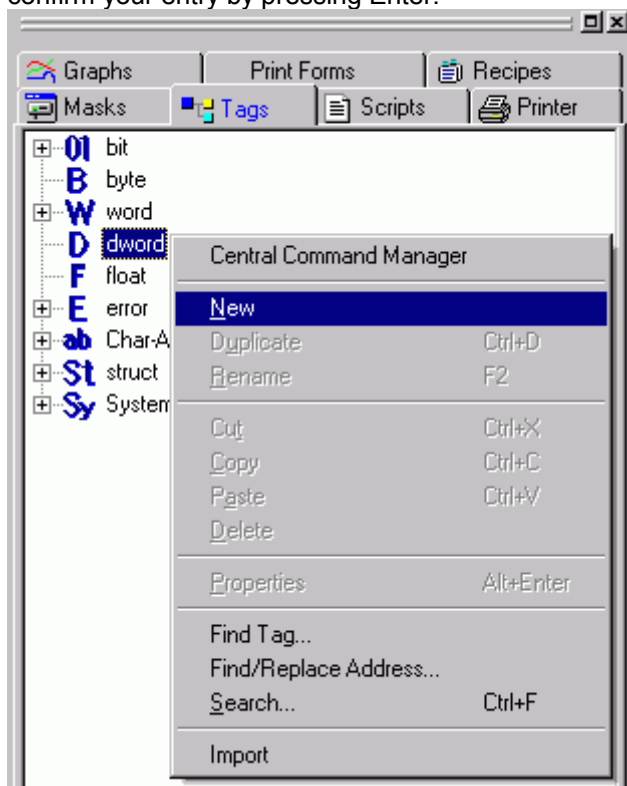 confirm your entry by pressing Enter.
Graphs Print Forms Recipes
Masks Tags Scripts Printer
01 bit
B byte
W word
D dword
F float
E error
ab Char-A
St struct
Sy System
Central Command Manager
New
Duplicate Ctrl+D
Rename F2
Cut Ctrl+X
Copy Ctrl+C
Paste Ctrl+V
Delete
Properties Alt+Enter
Find Tag...
Find/Replace Address...
Search... Ctrl+F
Import